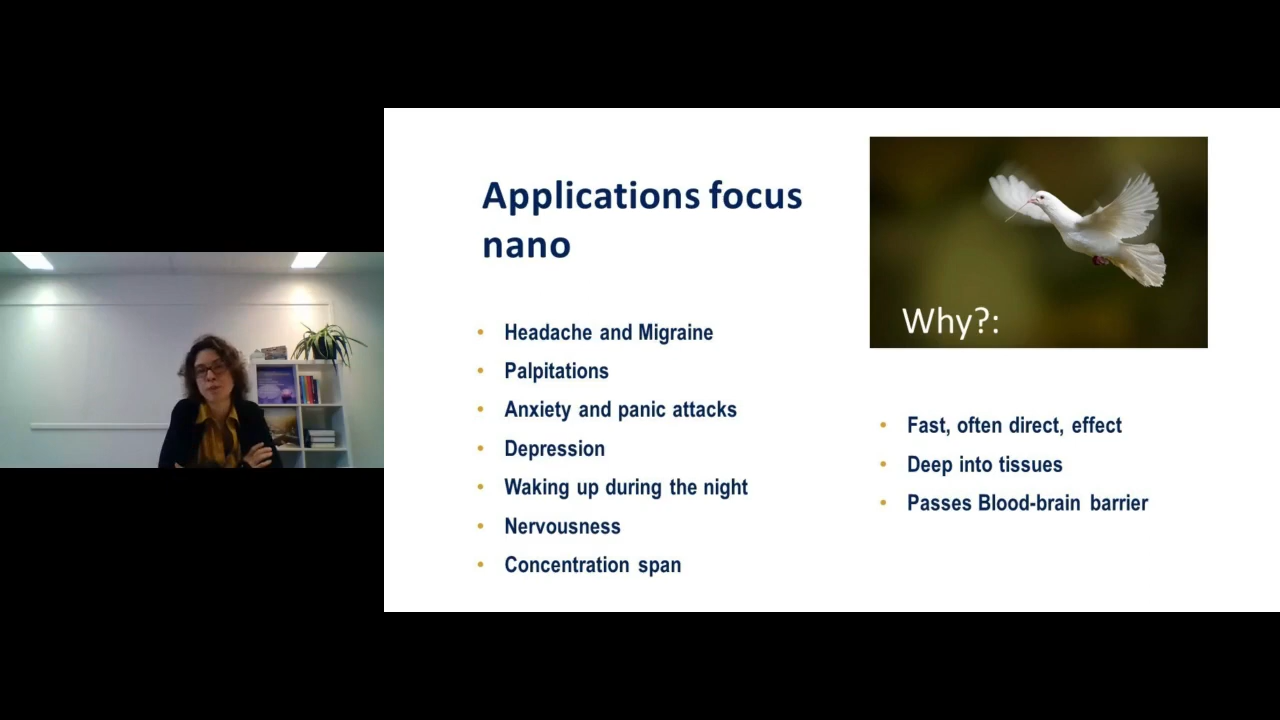 Applications focus
nano
Headache and Migraine
Palpitations
Anxiety and panic attacks
Depression
Waking up during the night
Nervousness
Concentration span
Why?:
Fast, often direct, effect
Deep into tissues
Passes Blood-brain barrier